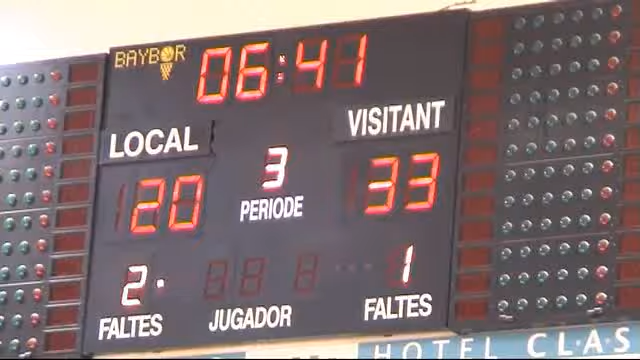 BAYBOR
06:41
LOCAL
VISITANT
3
20
PERIODE
33
2.
1
FALTES
JUGADOR
FALTES
HOTEL CLAS